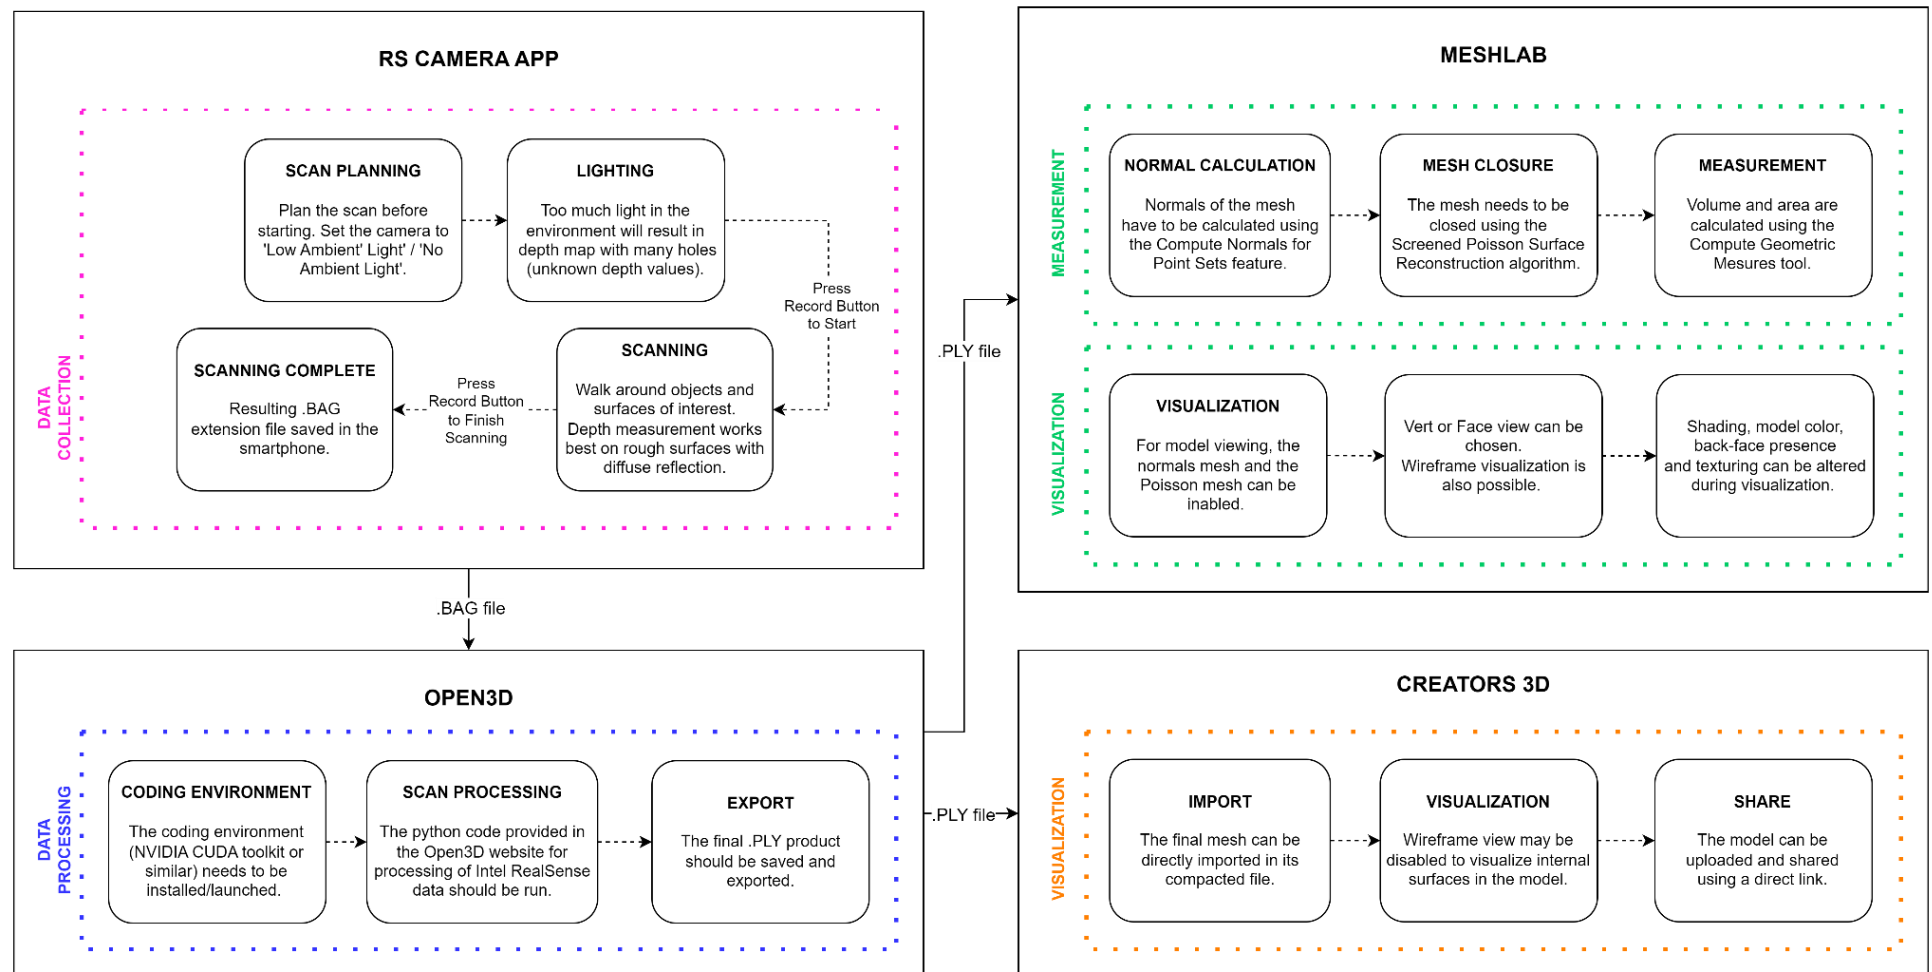 RS CAMERA APP
DATA
COLLECTION
SCAN PLANNING
Plan the scan before
starting. Set the camera to
'Low Ambient' Light' / 'No
Ambient Light'.
LIGHTING
Too much light in the
environment will result in
depth map with many holes
(unknown depth values).
Press
Record Button
to Start
SCANNING
Walk around objects and
surfaces of interest.
Depth measurement works
best on rough surfaces with
diffuse reflection.
Press
Record Button
to Finish
Scanning
SCANNING COMPLETE
Resulting .BAG
extension file saved in the
smartphone.
.BAG file
OPEN3D
DATA
PROCESSING
CODING ENVIRONMENT
The coding environment
(NVIDIA CUDA toolkit or
similar) needs to be
installed/launched.
SCAN PROCESSING
The python code provided in
the Open3D website for
processing of Intel RealSense
data should be run.
EXPORT
The final .PLY product
should be saved and
exported.
.PLY file
.PLY file
MESHLAB
MEASUREMENT
NORMAL CALCULATION
Normals of the mesh
have to be calculated using
the Compute Normals for
Point Sets feature.
MESH CLOSURE
The mesh needs to be
closed using the
Screened Poisson Surface
Reconstruction algorithm.
MEASUREMENT
Volume and area are
calculated using the
Compute Geometric
Mesures tool.
VISUALIZATION
VISUALIZATION
For model viewing, the
normals mesh and the
Poisson mesh can be
inabled.
Vert or Face view can be
chosen.
Wireframe visualization is
also possible.
Shading, model color,
back-face presence
and texturing can be altered
during visualization.
CREATORS 3D
VISUALIZATION
IMPORT
The final mesh can be
directly imported in its
compacted file.
VISUALIZATION
Wireframe view may be
disabled to visualize internal
surfaces in the model.
SHARE
The model can be
uploaded and shared
using a direct link.